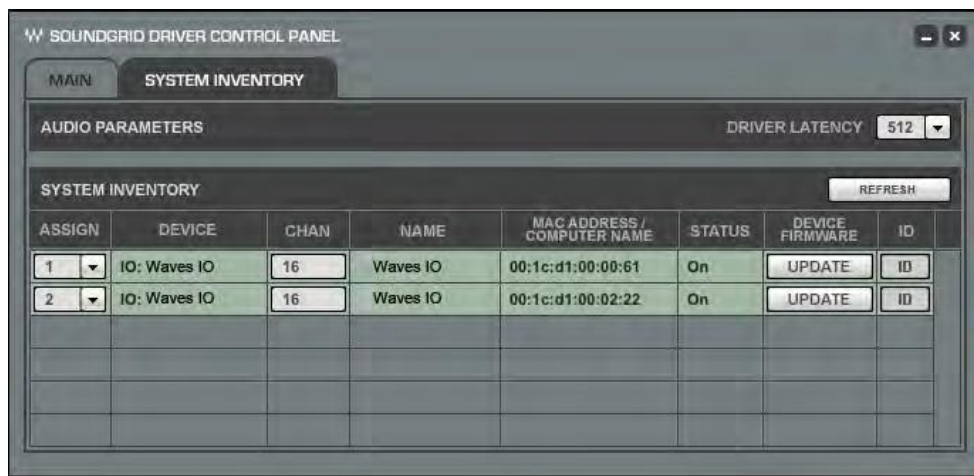 W SOUNDGRID DRIVER CONTROL PANEL
MAIN SYSTEM INVENTORY
AUDIO PARAMETERS DRIVER LATENCY 512
SYSTEM INVENTORY REFRESH
ASSIGN DEVICE CHAN NAME MAC ADDRESS / COMPUTER NAME STATUS DEVICE FIRMWARE ID
1 IO: Waves IO 16 Waves IO 00:1c:d1:00:00:61 On UPDATE ID
2 IO: Waves IO 16 Waves IO 00:1c:d1:00:02:22 On UPDATE ID